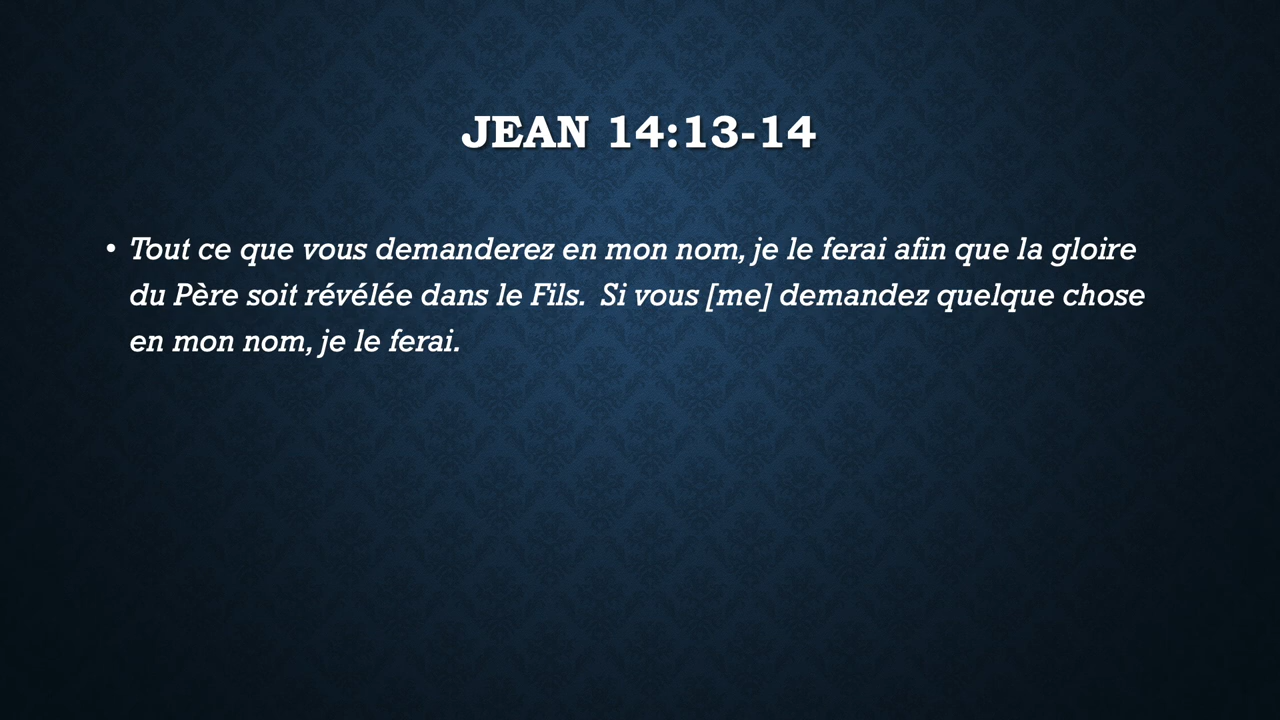 JEAN 14:13-14
• Tout ce que vous demanderez en mon nom, je le ferai afin que la gloire
du Père soit révélée dans le Fils.  Si vous [me] demandez quelque chose
en mon nom, je le ferai.